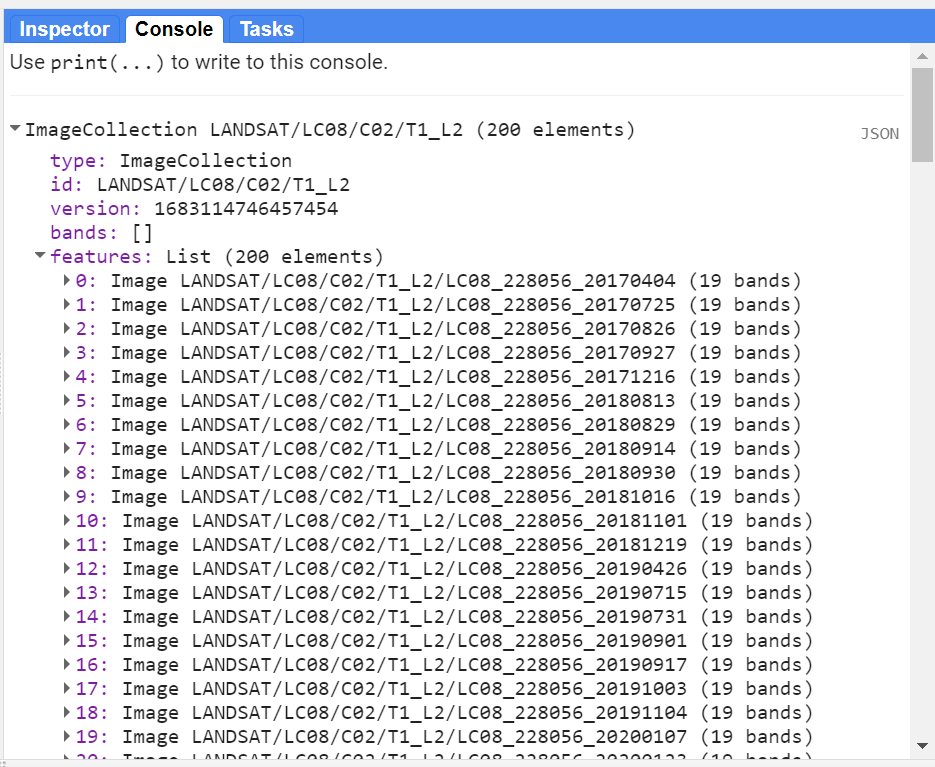 Inspector Console Tasks
Use print(...) to write to this console.
ImageCollection LANDSAT/LC08/C02/T1_L2 (200 elements) JSON
type: ImageCollection
id: LANDSAT/LC08/C02/T1_L2
version: 1683114746457454
bands: []
features: List (200 elements)
0: Image LANDSAT/LC08/C02/T1_L2/LC08_228056_20170404 (19 bands)
1: Image LANDSAT/LC08/C02/T1_L2/LC08_228056_20170725 (19 bands)
2: Image LANDSAT/LC08/C02/T1_L2/LC08_228056_20170826 (19 bands)
3: Image LANDSAT/LC08/C02/T1_L2/LC08_228056_20170927 (19 bands)
4: Image LANDSAT/LC08/C02/T1_L2/LC08_228056_20171216 (19 bands)
5: Image LANDSAT/LC08/C02/T1_L2/LC08_228056_20180813 (19 bands)
6: Image LANDSAT/LC08/C02/T1_L2/LC08_228056_20180829 (19 bands)
7: Image LANDSAT/LC08/C02/T1_L2/LC08_228056_20180914 (19 bands)
8: Image LANDSAT/LC08/C02/T1_L2/LC08_228056_20180930 (19 bands)
9: Image LANDSAT/LC08/C02/T1_L2/LC08_228056_20181016 (19 bands)
10: Image LANDSAT/LC08/C02/T1_L2/LC08_228056_20181101 (19 bands)
11: Image LANDSAT/LC08/C02/T1_L2/LC08_228056_20181219 (19 bands)
12: Image LANDSAT/LC08/C02/T1_L2/LC08_228056_20190426 (19 bands)
13: Image LANDSAT/LC08/C02/T1_L2/LC08_228056_20190715 (19 bands)
14: Image LANDSAT/LC08/C02/T1_L2/LC08_228056_20190731 (19 bands)
15: Image LANDSAT/LC08/C02/T1_L2/LC08_228056_20190901 (19 bands)
16: Image LANDSAT/LC08/C02/T1_L2/LC08_228056_20190917 (19 bands)
17: Image LANDSAT/LC08/C02/T1_L2/LC08_228056_20191003 (19 bands)
18: Image LANDSAT/LC08/C02/T1_L2/LC08_228056_20191104 (19 bands)
19: Image LANDSAT/LC08/C02/T1_L2/LC08_228056_20200107 (19 bands)